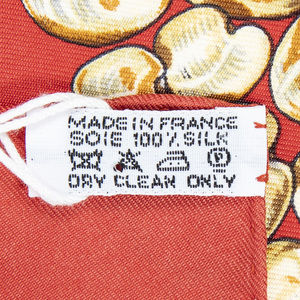 MADE IN FRANCE
SOIE 100% SILK
P
DRY CLEAN ONLY